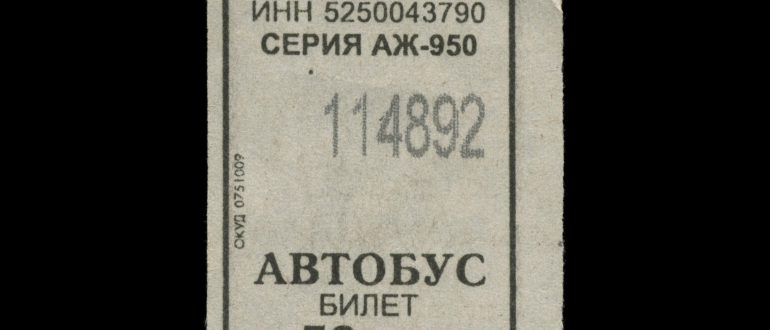 ИНН 5250043790
СЕРИЯ АЖ-950
114892
ОКУД 0751009
АВТОБУС
БИЛЕТ